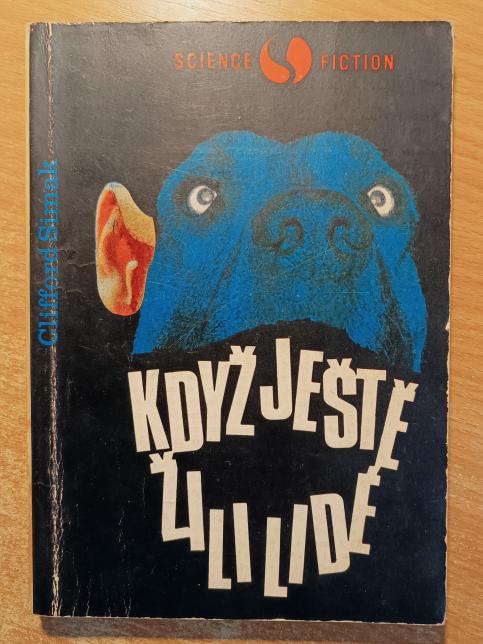 SCIENCE FICTION
Clifford Simak
KDYŽ JEŠTĚ
ŽILI LIDÉ